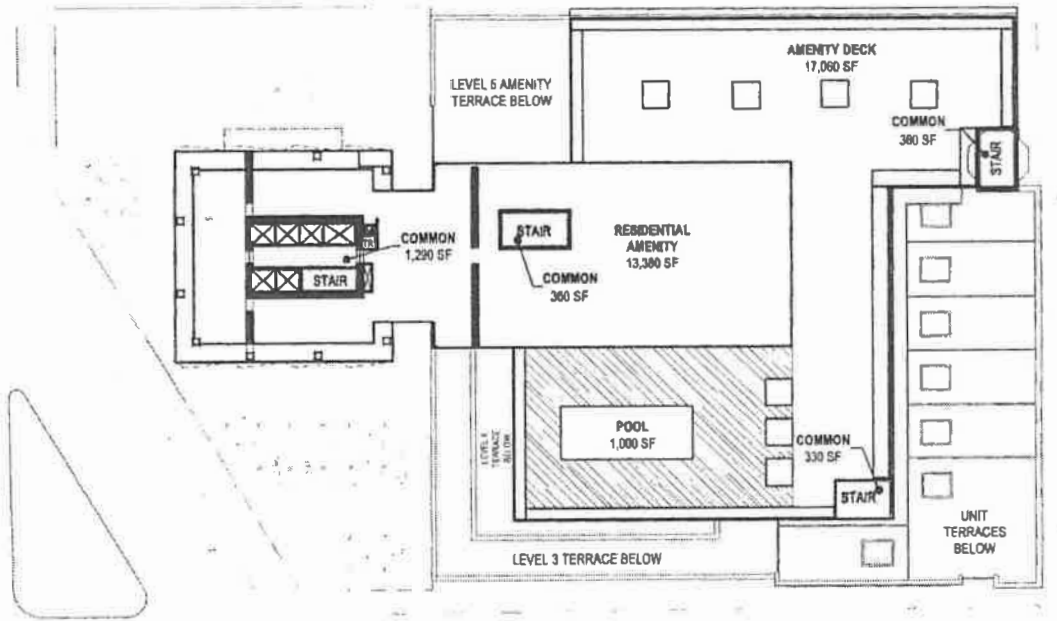 AMENITY DECK
17,060 SF
LEVEL 5 AMENITY
TERRACE BELOW
COMMON
360 SF
STAIR
COMMON
1,290 SF
STAIR
STAIR
COMMON
360 SF
RESIDENTIAL
AMENITY
13,380 SF
POOL
1,000 SF
TERRACE
BELOW
COMMON
330 SF
STAIR
UNIT
TERRACES
BELOW
LEVEL 3 TERRACE BELOW